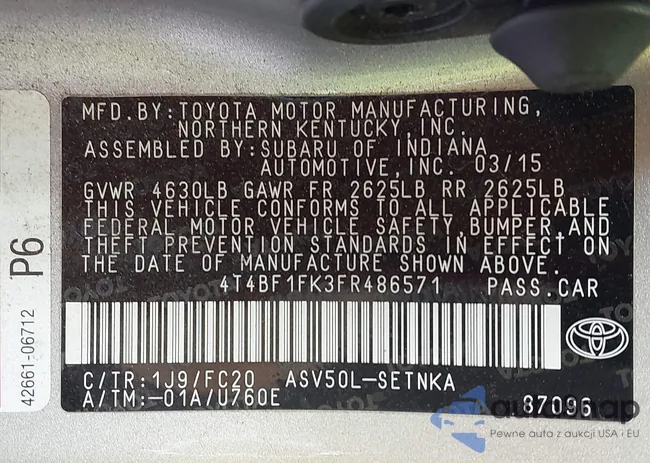 MFD.BY:TOYOTA MOTOR MANUFACTURING,
NORTHERN KENTUCKY,INC.
ASSEMBLED BY:SUBARU OF INDIANA
AUTOMOTIVE,INC. 03/15
GVWR 4630LB GAWR FR 2625LB RR 2625LB
THIS VEHICLE CONFORMS TO ALL APPLICABLE
FEDERAL MOTOR VEHICLE SAFETY,BUMPER,AND
THEFT PREVENTION STANDARDS IN EFFECT ON
THE DATE OF MANUFACTURE SHOWN ABOVE.
4T4BF1FK3FR486571 PASS.CAR
C/TR:1J9/FC20 ASV50L-SETNKA
A/TM:-01A/U760E 87096
P6
42661-06712
autosnap
Pewne auta z aukcji USA i EU